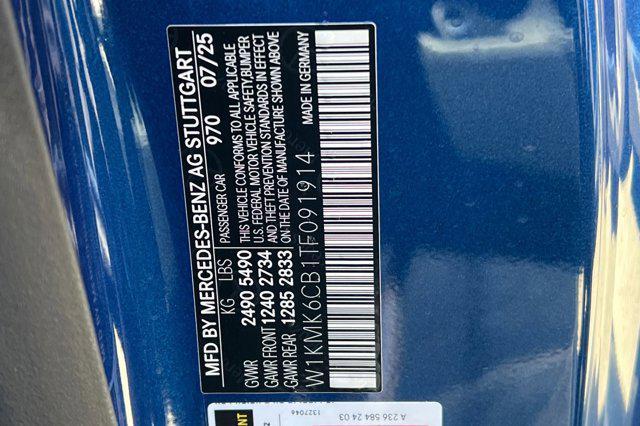 MFD BY MERCEDES-BENZ AG STUTTGART
970 07/25
KG LBS PASSENGER CAR
GVWR 2490 5490 THIS VEHICLE CONFORMS TO ALL APPLICABLE
U.S. FEDERAL MOTOR VEHICLE SAFETY,BUMPER
GAWR FRONT 1240 2734 AND THEFT PREVENTION STANDARDS IN EFFECT
GAWR REAR 1285 2833 ON THE DATE OF MANUFACTURE SHOWN ABOVE
W1KMK6CB1TF091914 MADE IN GERMANY
A 236 584 24 03
1327046